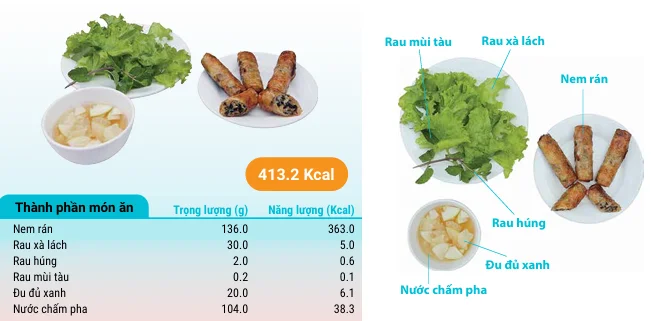 413.2 Kcal
Thành phần món ăn Trọng lượng (g) Năng lượng (Kcal)
Nem rán 136.0 363.0
Rau xà lách 30.0 5.0
Rau húng 2.0 0.6
Rau mùi tàu 0.2 0.1
Đu đủ xanh 20.0 6.1
Nước chấm pha 104.0 38.3
Rau mùi tàu
Rau xà lách
Nem rán
Rau húng
Đu đủ xanh
Nước chấm pha